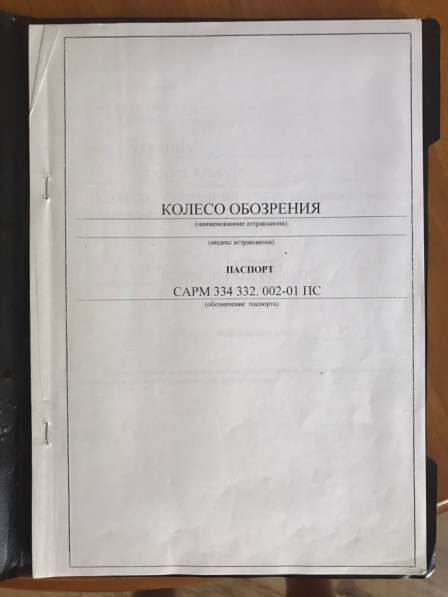 КОЛЕСО ОБОЗРЕНИЯ
(наименование аттракциона)
(индекс аттракциона)
ПАСПОРТ
САРМ 334 332. 002-01 ПС
(обозначение паспорта)